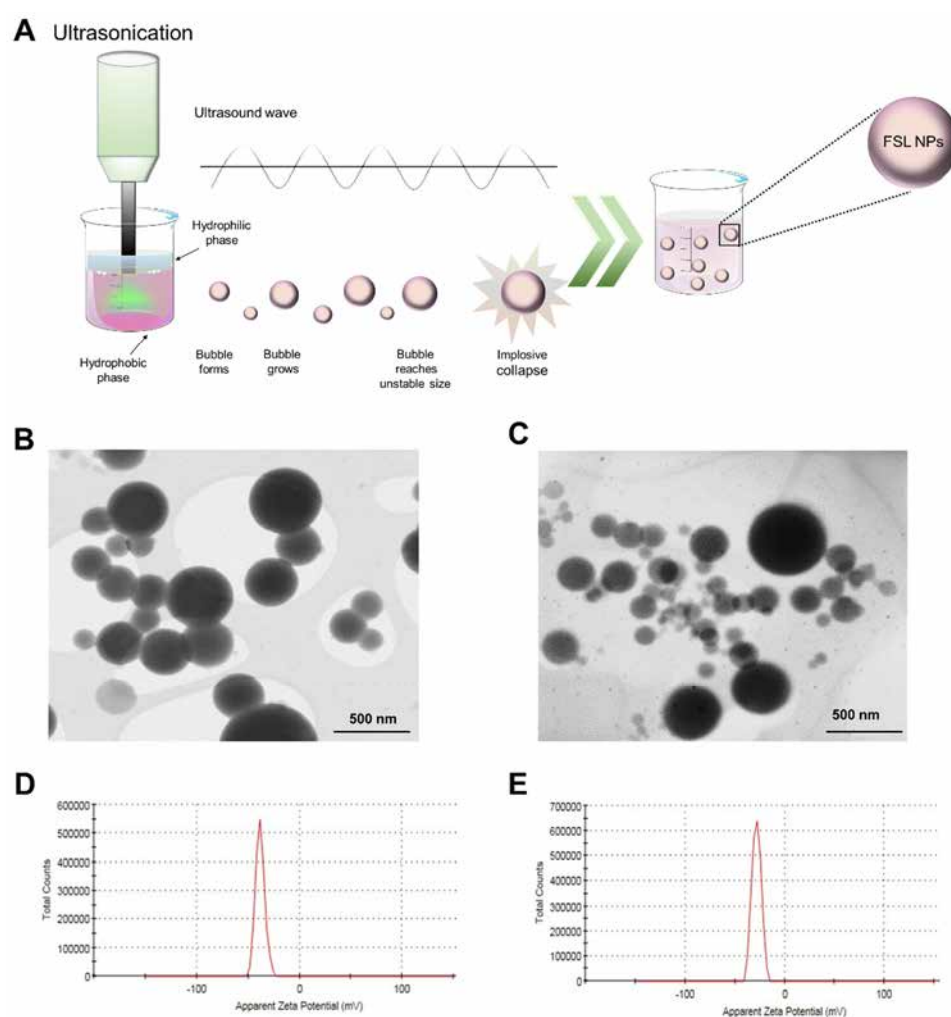 A Ultrasonication
Ultrasound wave
FSL NPs
Hydrophilic
phase
Hydrophobic
phase
Bubble
forms
Bubble
grows
Bubble
reaches
unstable size
Implosive
collapse
B
500 nm
C
500 nm
D
600000
500000
400000
300000
200000
100000
0
Total Counts
-100
0
100
Apparent Zeta Potential (mV)
E
700000
600000
500000
400000
300000
200000
100000
0
Total Counts
-100
0
100
Apparent Zeta Potential (mV)